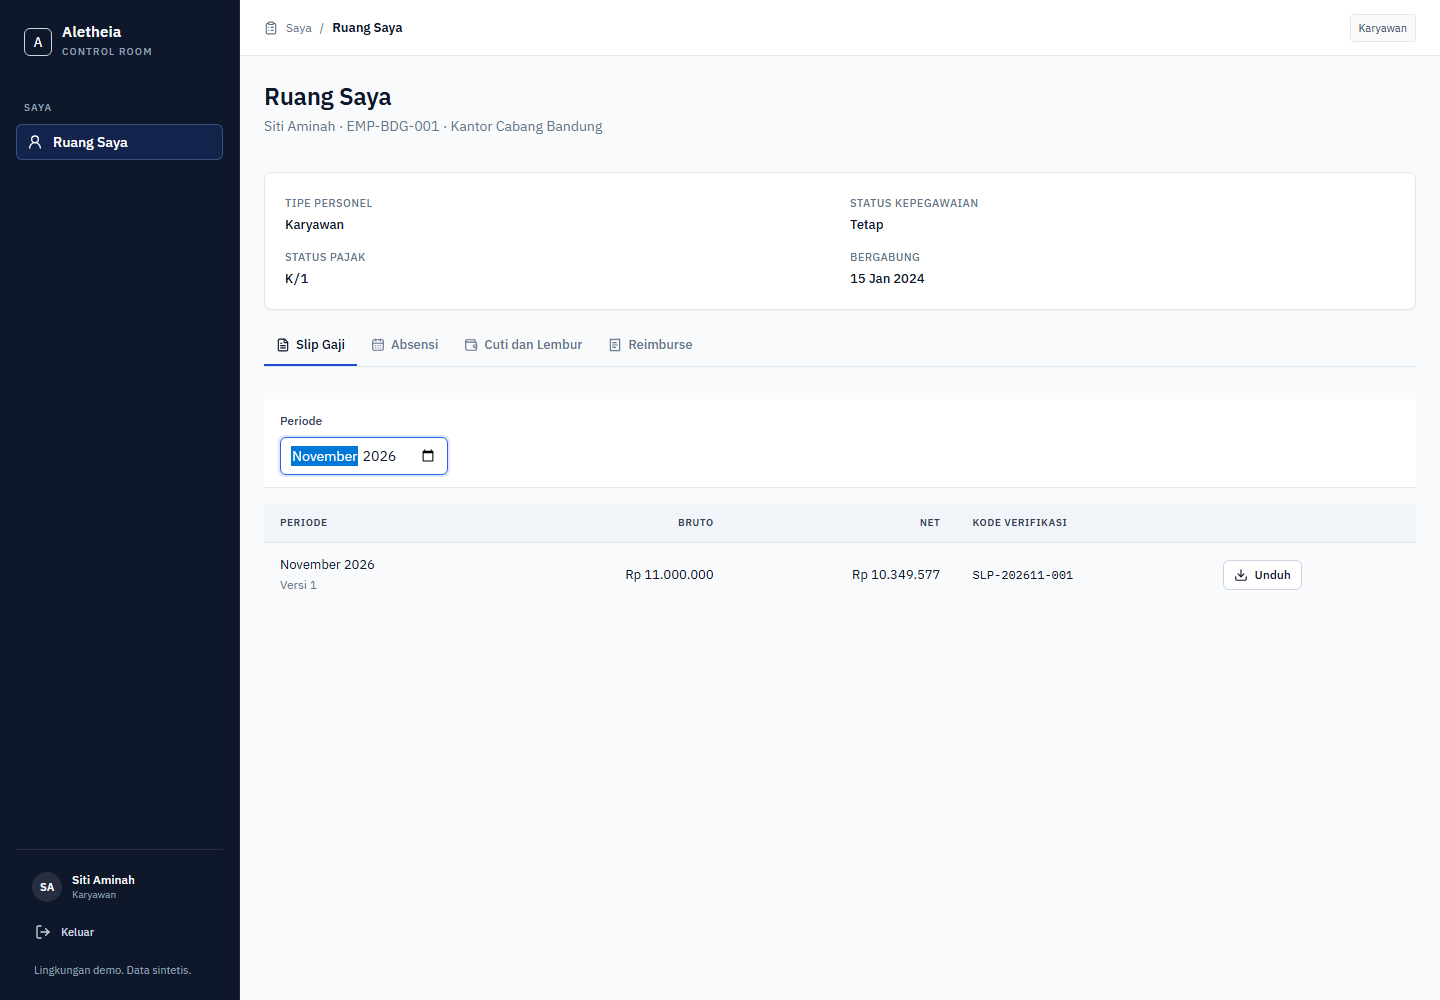 A
Aletheia
CONTROL ROOM
SAYA
Ruang Saya
Siti Aminah
SA
Karyawan
Keluar
Lingkungan demo. Data sintetis.
Saya / Ruang Saya
Karyawan
Ruang Saya
Siti Aminah · EMP-BDG-001 · Kantor Cabang Bandung
TIPE PERSONEL
Karyawan
STATUS KEPEGAWAIAN
Tetap
STATUS PAJAK
K/1
BERGABUNG
15 Jan 2024
Slip Gaji Absensi Cuti dan Lembur Reimburse
Periode
November 2026
PERIODE BRUTO NET KODE VERIFIKASI
November 2026
Versi 1
Rp 11.000.000 Rp 10.349.577 SLP-202611-001 Unduh